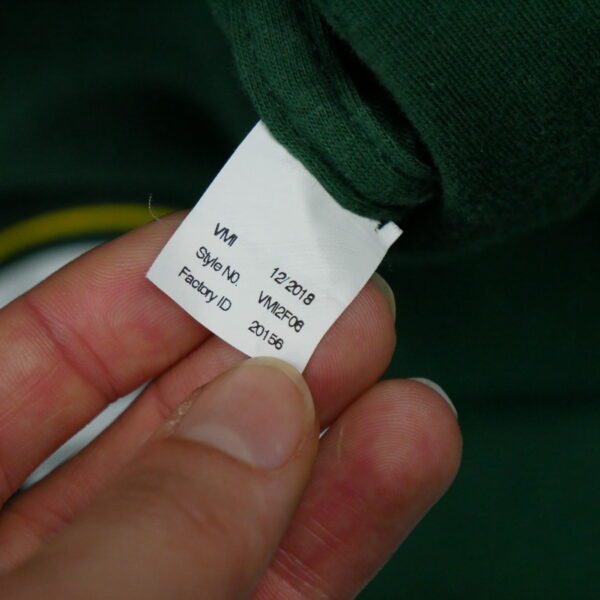 VMI 12/2018
Style NO. VMI2F06
Factory ID 20156